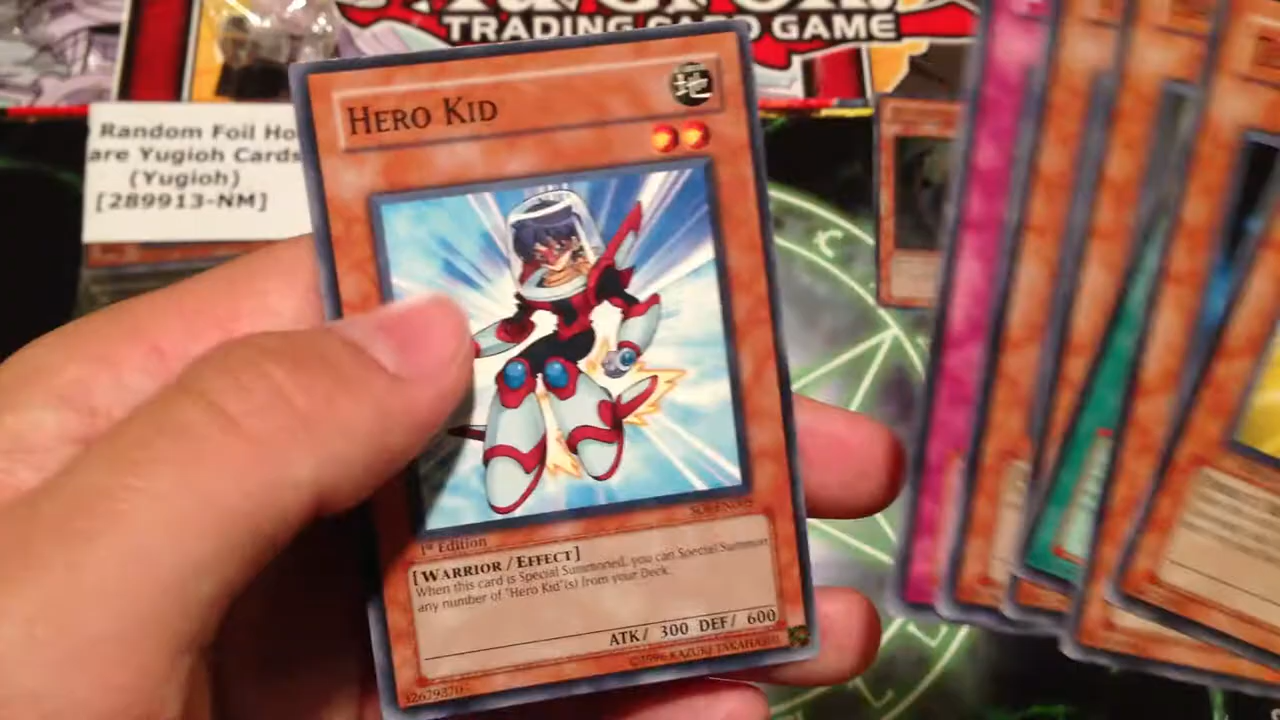 TRADING CARD GAME
Random Foil Ho
are Yugioh Cards
(Yugioh)
[289913-NM]
HERO KID
地
1st Edition
[WARRIOR/EFFECT]
When this card is Special Summoned, you can Special Summon
any number of "Hero Kid"(s) from your Deck.
ATK/ 300 DEF/ 600
©1996 KAZUKI TAKAHASHI